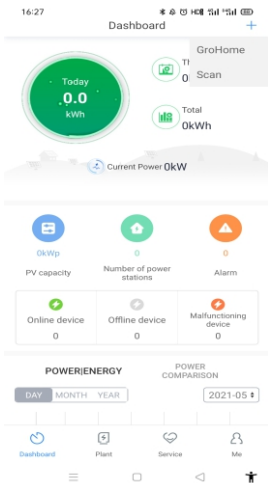 16:27
Dashboard
+
GroHome
Scan
Today
0.0
kWh
Th
0
Total
0kWh
Current Power 0kW
0kWp
PV capacity
0
Number of power
stations
0
Alarm
Online device
0
Offline device
0
Malfunctioning
device
0
POWER|ENERGY
POWER
COMPARISON
DAY MONTH YEAR
2021-05
Dashboard
Plant
Service
Me